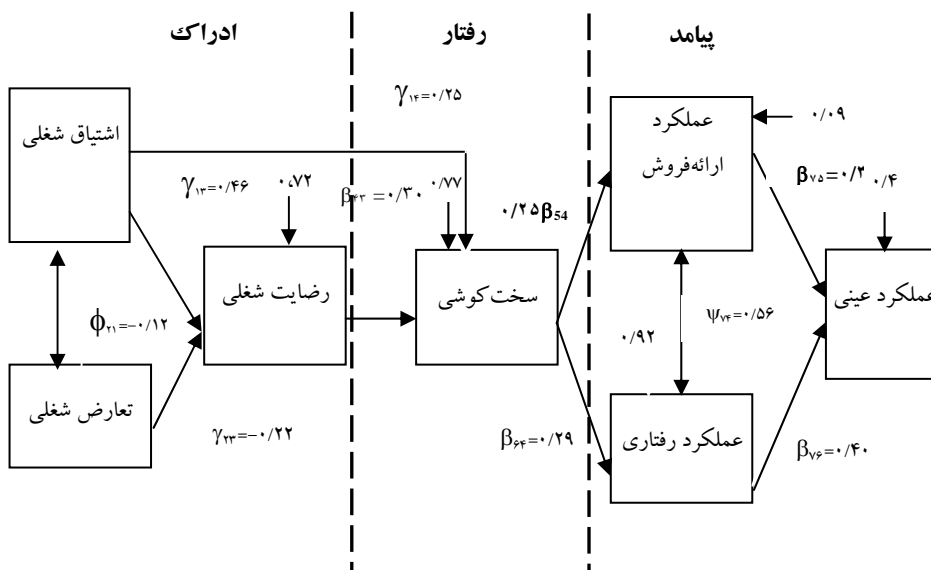 ادراک
رفتار
پیامد
اشتیاق شغلی
γ۱۴=۰/۲۵
عملکرد
ارائه‌فروش
۰/۰۹
γ۱۳=۰/۴۶
۰،۷۲
β۴۳ =۰/۳۰
۰/۷۷
۰/۲۵β54
β۷۵=۰/۲
۰/۴
رضایت شغلی
سخت‌کوشی
عملکرد عینی
ϕ۲۱=-۰/۱۲
۰/۹۲
ψ۷۴=۰/۵۶
تعارض شغلی
γ۲۳=-۰/۲۲
β۶۴=۰/۲۹
عملکرد رفتاری
β۷۶=۰/۴۰